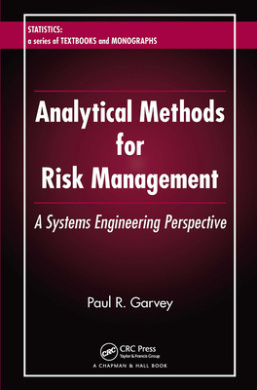 STATISTICS:
a series of TEXTBOOKS and MONOGRAPHS
Analytical Methods
for
Risk Management
A Systems Engineering Perspective
Paul R. Garvey
CRC
CRC Press
Taylor & Francis Group
A CHAPMAN & HALL BOOK